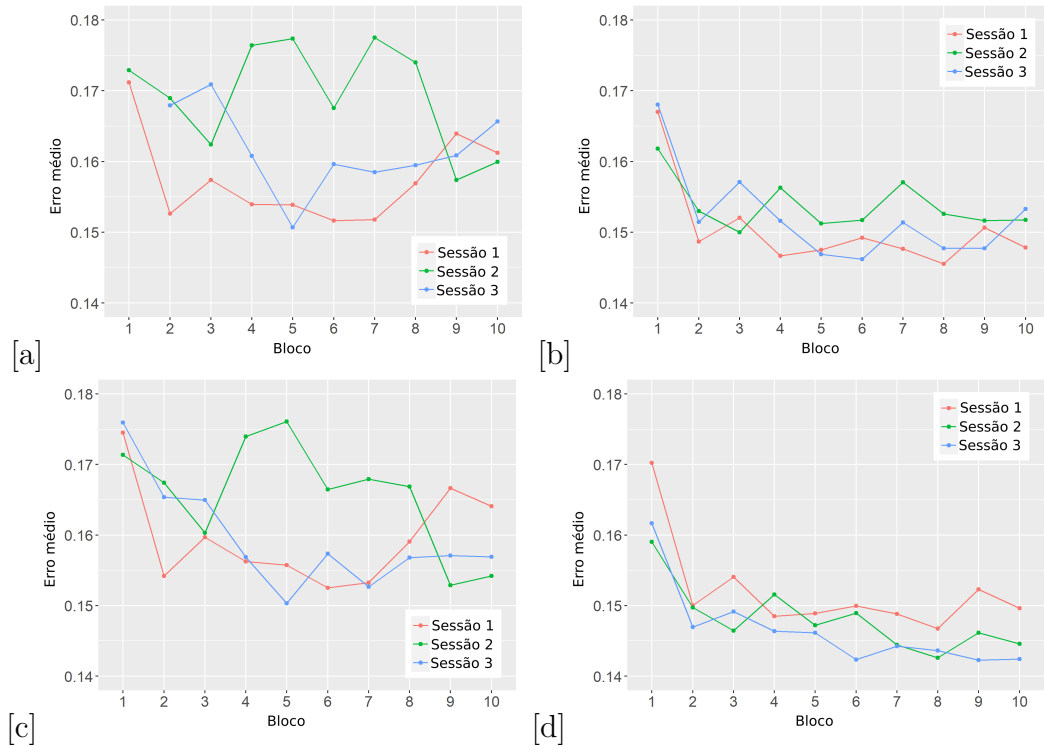 0.18
0.17
0.16
0.15
0.14
Erro médio
Sessão 1
Sessão 2
Sessão 3
1 2 3 4 5 6 7 8 9 10
Bloco
[a]
0.18
0.17
0.16
0.15
0.14
Erro médio
Sessão 1
Sessão 2
Sessão 3
1 2 3 4 5 6 7 8 9 10
Bloco
[b]
0.18
0.17
0.16
0.15
0.14
Erro médio
Sessão 1
Sessão 2
Sessão 3
1 2 3 4 5 6 7 8 9 10
Bloco
[c]
0.18
0.17
0.16
0.15
0.14
Erro médio
Sessão 1
Sessão 2
Sessão 3
1 2 3 4 5 6 7 8 9 10
Bloco
[d]